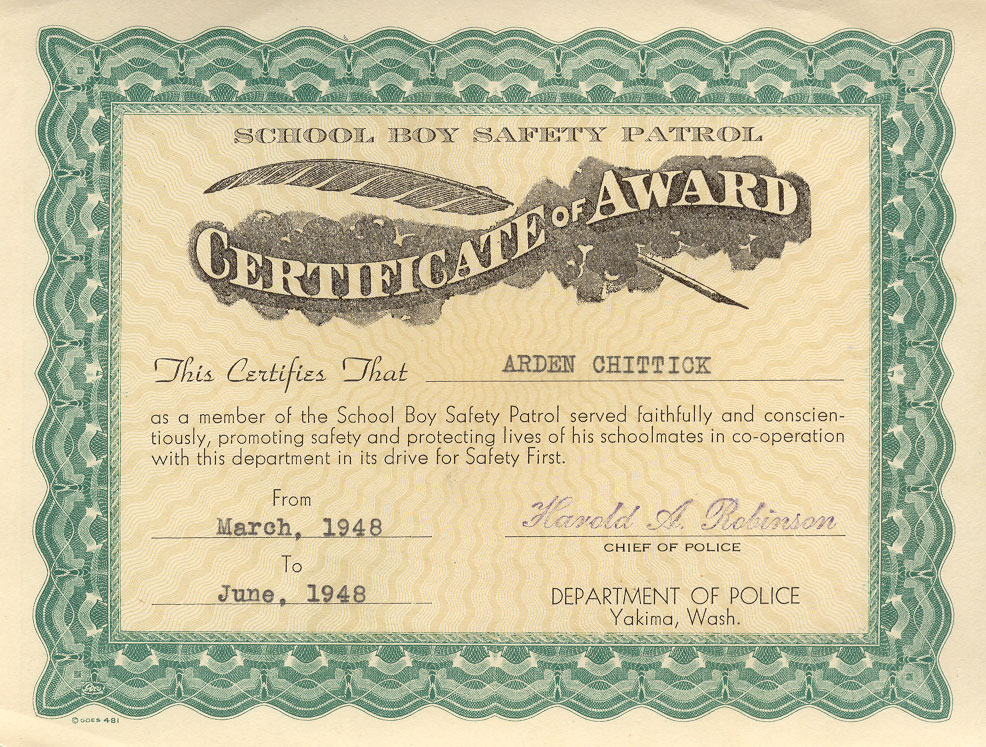 SCHOOL BOY SAFETY PATROL
CERTIFICATE OF AWARD
This Certifies That ARDEN CHITTICK
as a member of the School Boy Safety Patrol served faithfully and conscien-
tiously, promoting safety and protecting lives of his schoolmates in co-operation
with this department in its drive for Safety First.
From
March, 1948
To
June, 1948
Harold A. Robinson
CHIEF OF POLICE
DEPARTMENT OF POLICE
Yakima, Wash.
Goes
© GOES 481